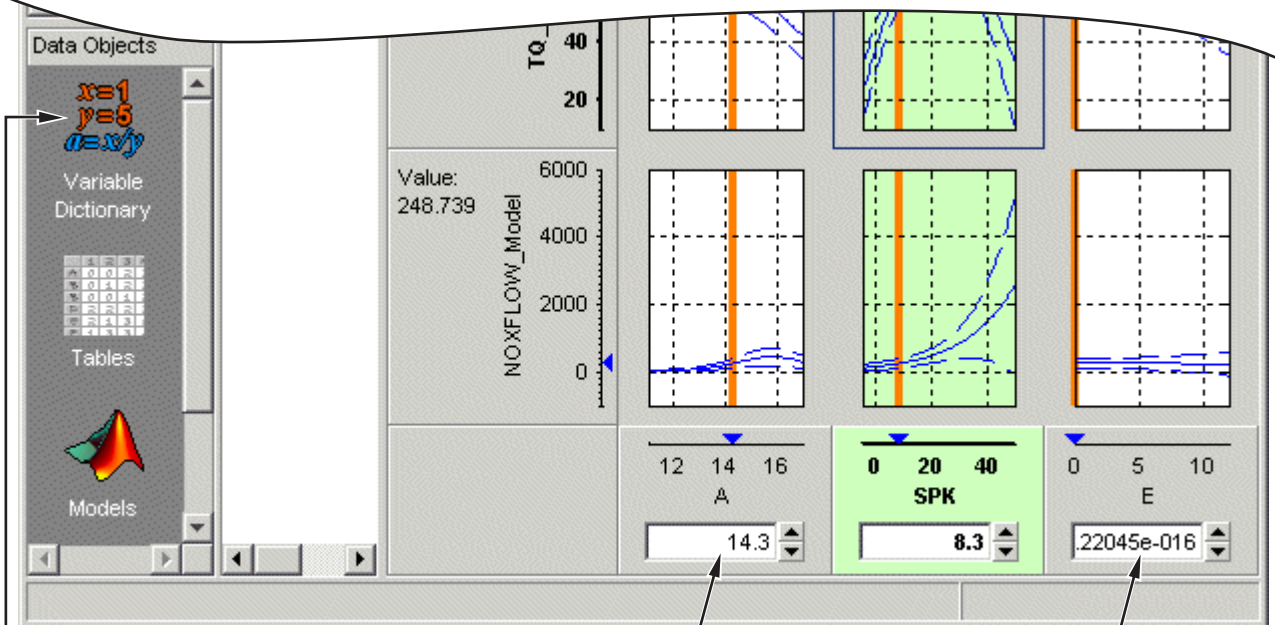 Data Objects
x=1
y=5
a=x/y
Variable
Dictionary
Tables
Models
TQ_
40
20
Value:
248.739
NOXFLOW_Model
6000
4000
2000
0
12 14 16
A
14.3
0 20 40
SPK
8.3
0 5 10
E
.22045e-016